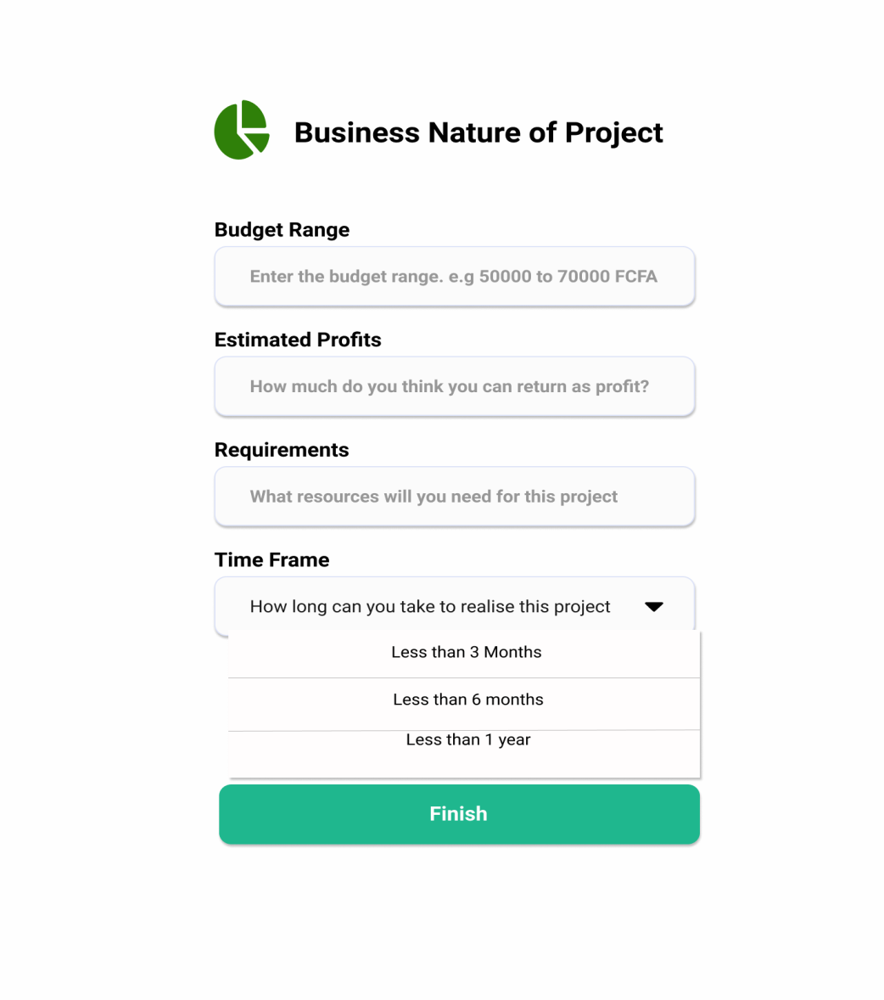 Business Nature of Project
Budget Range
Enter the budget range. e.g 50000 to 70000 FCFA
Estimated Profits
How much do you think you can return as profit?
Requirements
What resources will you need for this project
Time Frame
How long can you take to realise this project
Less than 3 Months
Less than 6 months
Less than 1 year
Finish